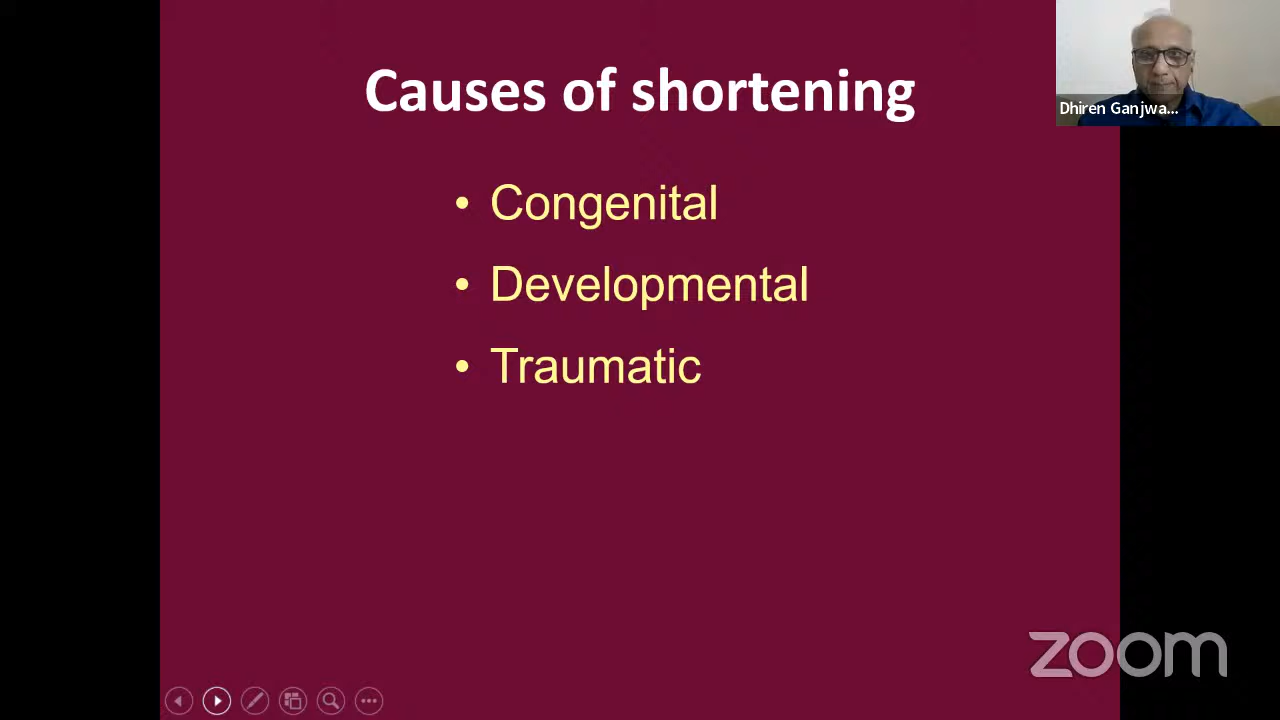 Causes of shortening
Dhiren Ganjwa...
• Congenital
• Developmental
• Traumatic
zoom